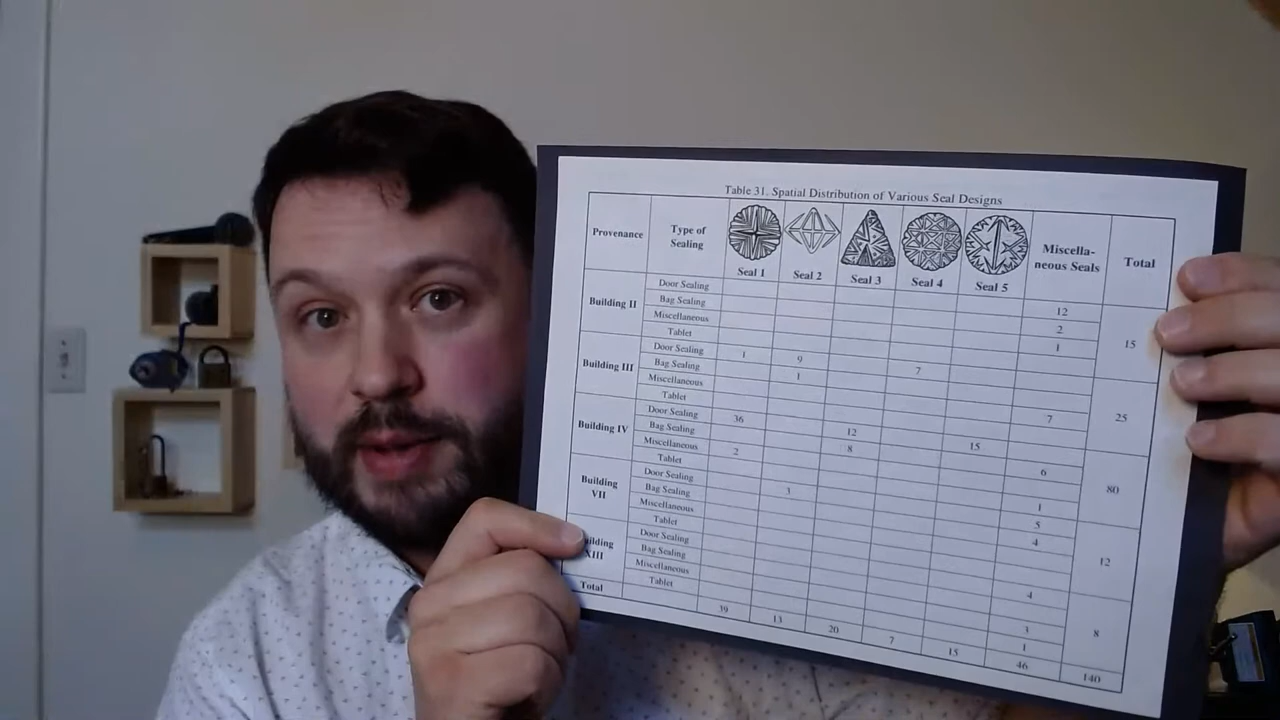 Table 31. Spatial Distribution of Various Seal Designs
Provenance Type of Sealing Seal 1 Seal 2 Seal 3 Seal 4 Seal 5 Miscella-neous Seals Total
Building II Door Sealing 12 15
Bag Sealing 2
Miscellaneous 1
Tablet
Building III Door Sealing 1 9 7 7 25
Bag Sealing 1
Miscellaneous
Tablet
Building IV Door Sealing 36 12 15 6 80
Bag Sealing 8
Miscellaneous 2 1
Tablet
Building VII Door Sealing 5 12
Bag Sealing 3 4
Miscellaneous
Tablet
XIII Door Sealing 4 8
Bag Sealing
Miscellaneous 3
Tablet 1
Total 39 13 20 7 15 46 140